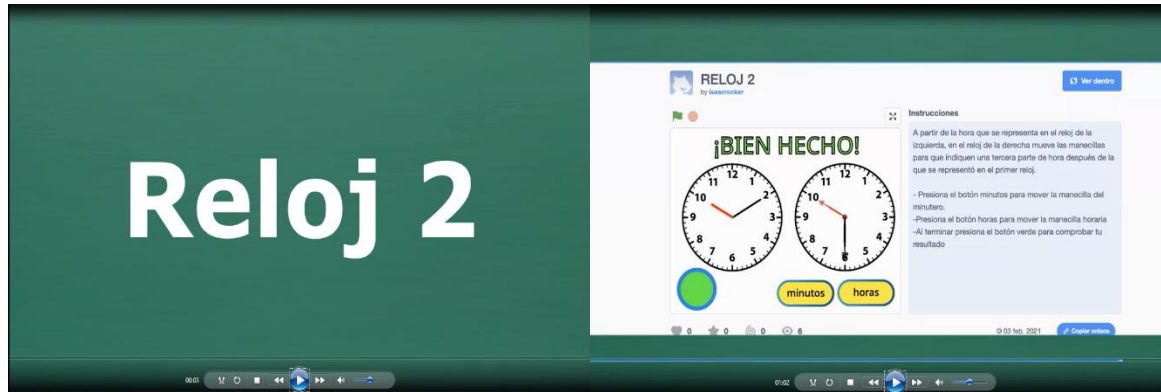 Reloj 2
00:03
RELOJ 2
by isaacrocker
Ver dentro
Instrucciones
A partir de la hora que se representa en el reloj de la
izquierda, en el reloj de la derecha mueve las manecillas
para que indiquen una tercera parte de hora después de la
que se representó en el primer reloj.
- Presiona el botón minutos para mover la manecilla del
minutero.
-Presiona el botón horas para mover la manecilla horaria
-Al terminar presiona el botón verde para comprobar tu
resultado
¡BIEN HECHO!
12 1 2 3 4 5 6 7 8 9 10 11
12 1 2 3 4 5 6 7 8 9 10 11
minutos
horas
0 0 0 6
03 feb. 2021
Copiar enlace
01:02